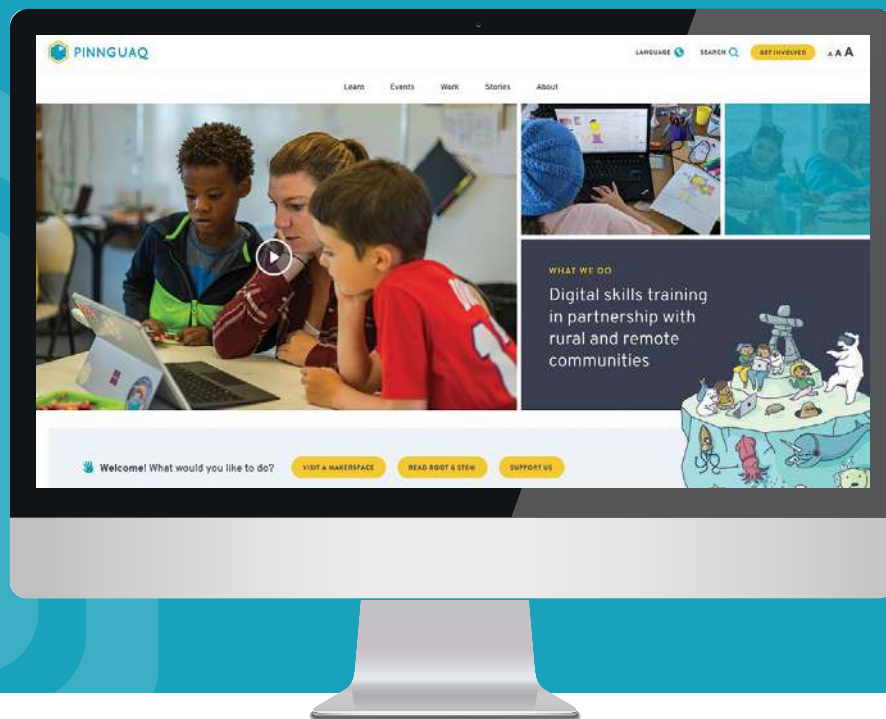 PINNGUAQ
LANGUAGE
SEARCH
GET INVOLVED
A A A
Learn Events Work Stories About
WHAT WE DO
Digital skills training
in partnership with
rural and remote
communities
Welcome! What would you like to do?
VISIT A MAKERSPACE
READ ROOT & STEM
SUPPORT US